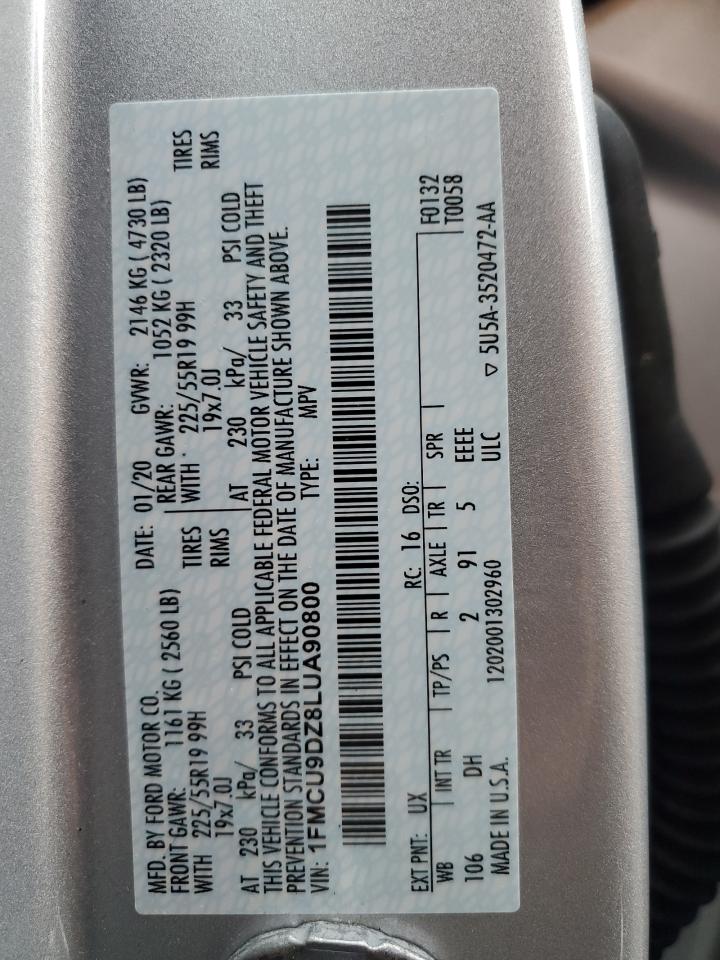 MFD. BY FORD MOTOR CO. DATE: 01/20 GVWR: 2146 KG ( 4730 LB)
FRONT GAWR: 1161 KG ( 2560 LB) REAR GAWR: 1052 KG ( 2320 LB)
WITH 225/55R19 99H TIRES WITH 225/55R19 99H TIRES
19x7.0J RIMS 19x7.0J RIMS
AT 230 kPa/ 33 PSI COLD AT 230 kPa/ 33 PSI COLD
THIS VEHICLE CONFORMS TO ALL APPLICABLE FEDERAL MOTOR VEHICLE SAFETY AND THEFT
PREVENTION STANDARDS IN EFFECT ON THE DATE OF MANUFACTURE SHOWN ABOVE.
VIN: 1FMCU9DZ8LUA90800 TYPE: MPV
EXT PNT: UX RC: 16 DSO: F0132
WB INT TR TP/PS R AXLE TR SPR T0058
106 DH 2 91 5 EEEE
MADE IN U.S.A. 1202001302960 ULC ▽ 5U5A-3520472-AA